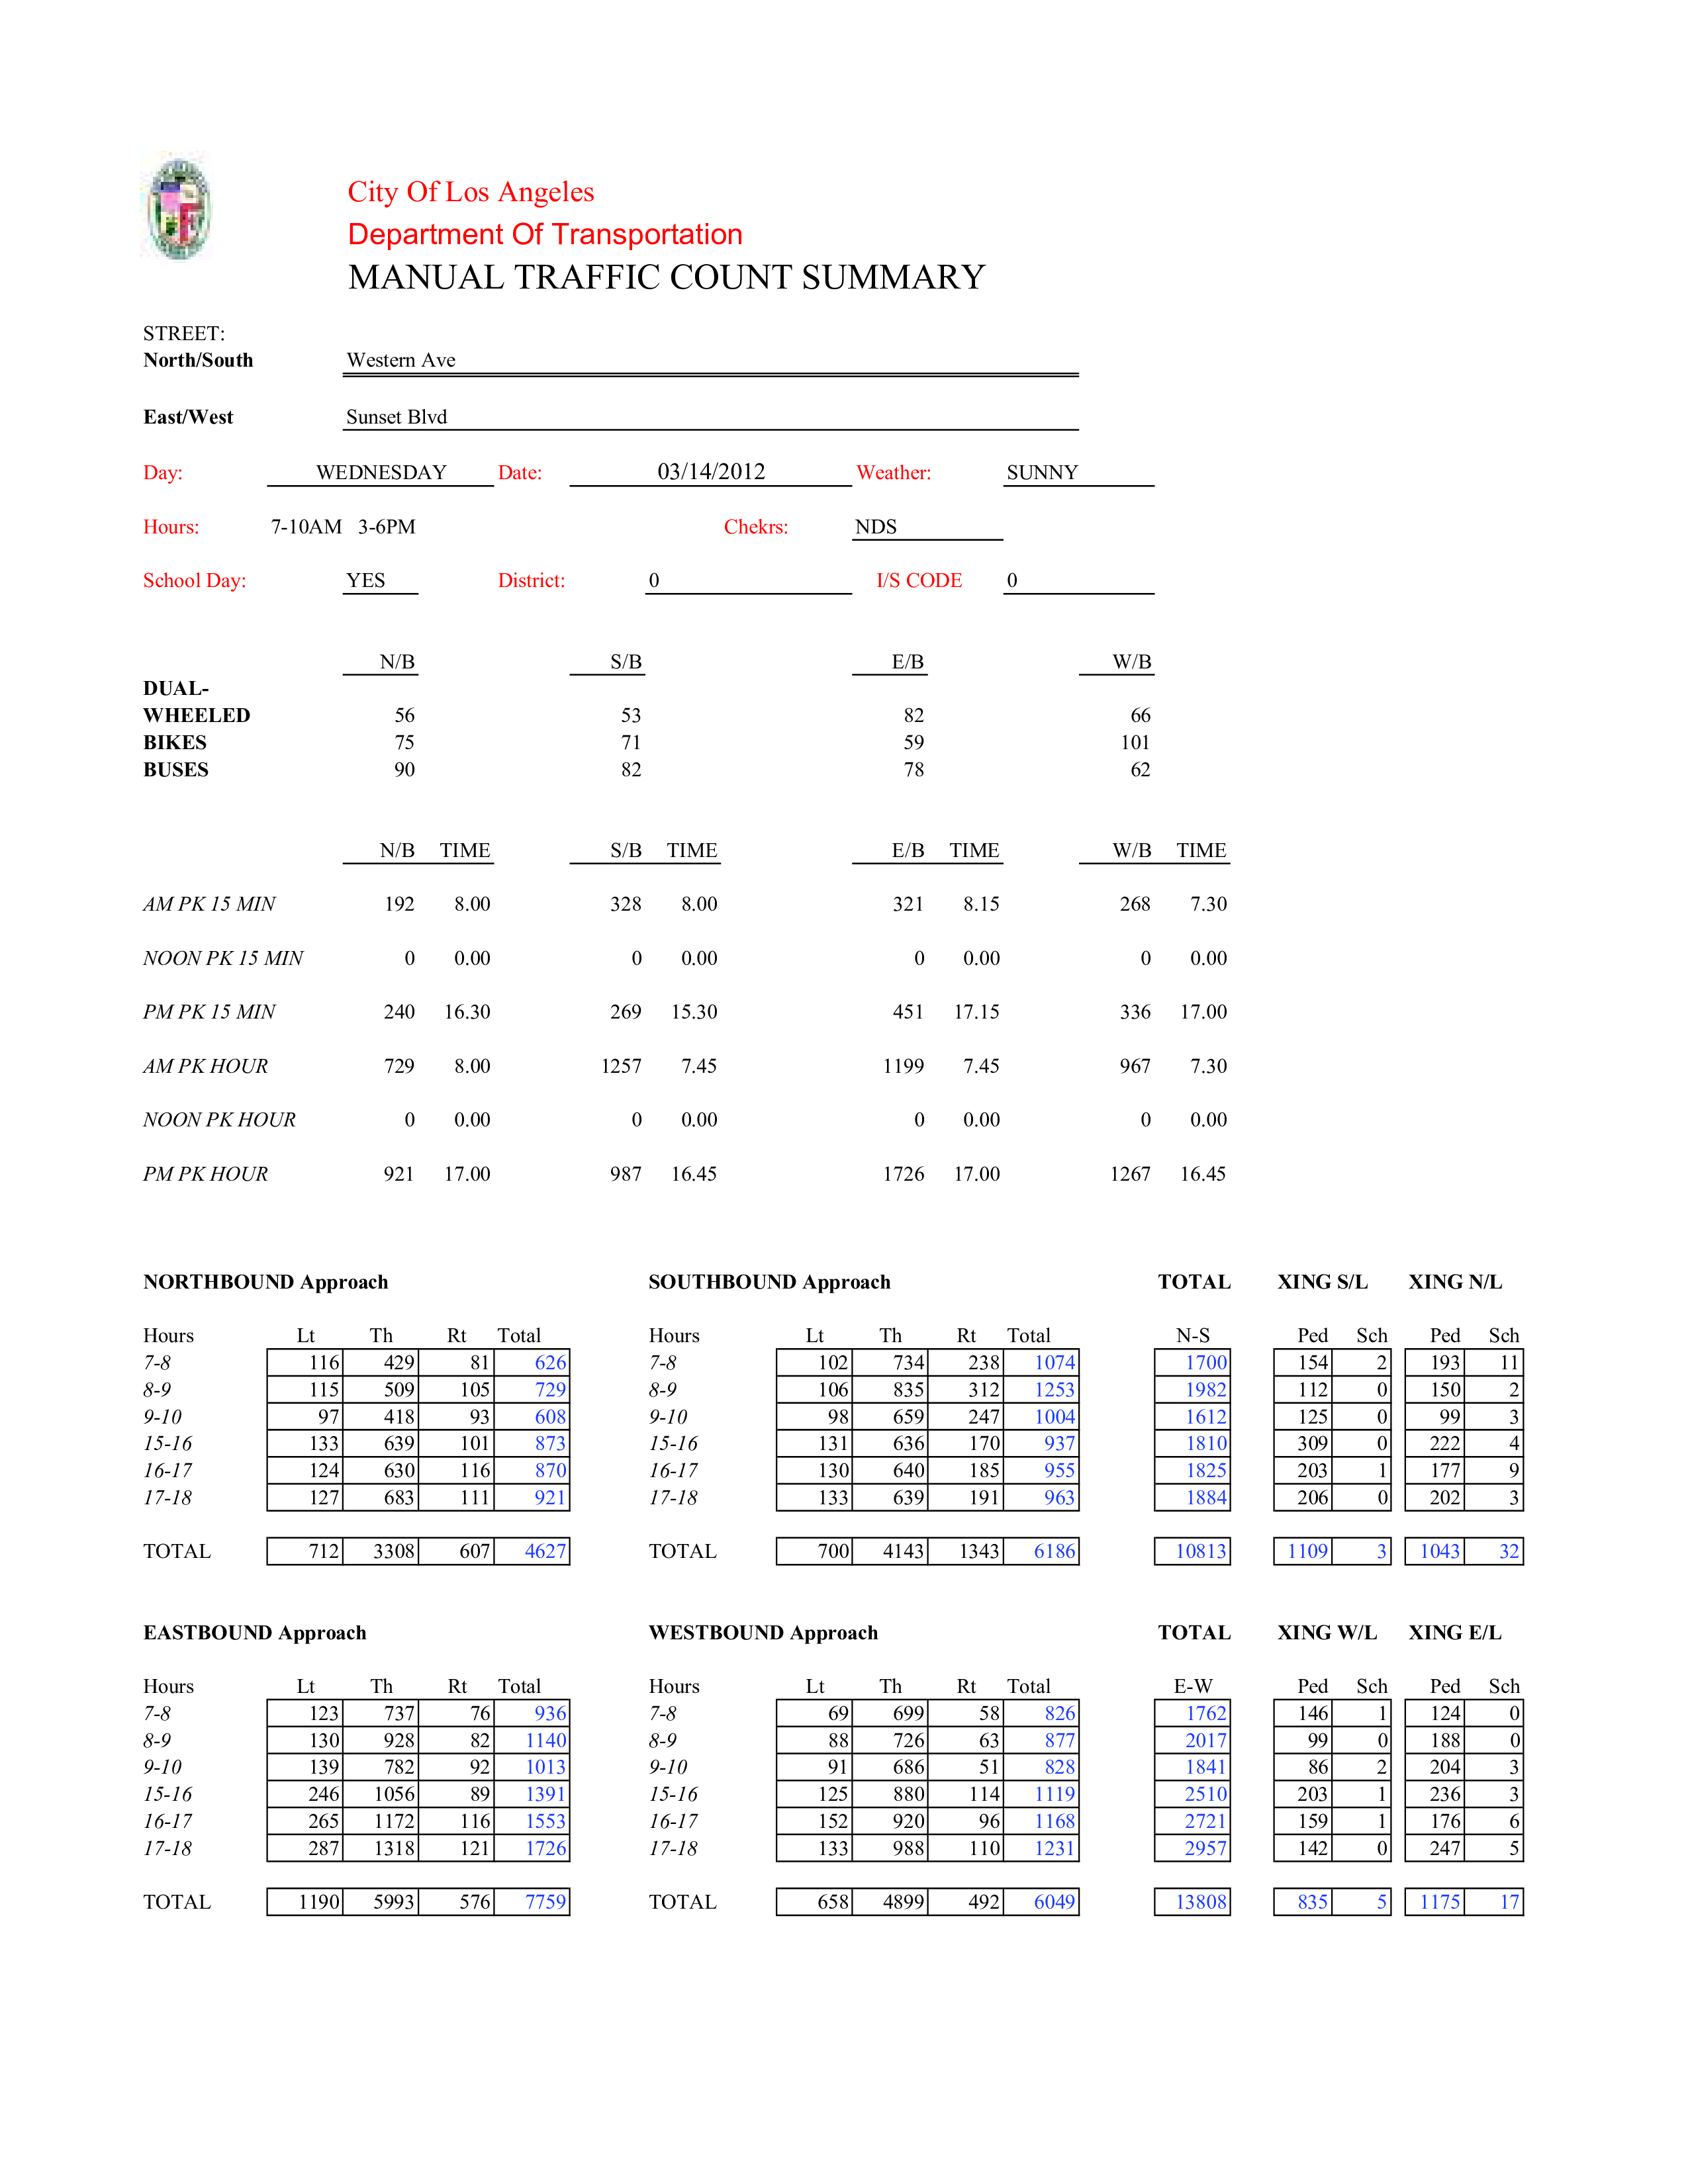 City Of Los Angeles
Department Of Transportation
MANUAL TRAFFIC COUNT SUMMARY
STREET:
North/South Western Ave
East/West Sunset Blvd
Day: WEDNESDAY Date: 03/14/2012 Weather: SUNNY
Hours: 7-10AM 3-6PM Chekrs: NDS
School Day: YES District: 0 I/S CODE 0
N/B S/B E/B W/B
DUAL-
WHEELED 56 53 82 66
BIKES 75 71 59 101
BUSES 90 82 78 62
N/B TIME S/B TIME E/B TIME W/B TIME
AM PK 15 MIN 192 8.00 328 8.00 321 8.15 268 7.30
NOON PK 15 MIN 0 0.00 0 0.00 0 0.00 0 0.00
PM PK 15 MIN 240 16.30 269 15.30 451 17.15 336 17.00
AM PK HOUR 729 8.00 1257 7.45 1199 7.45 967 7.30
NOON PK HOUR 0 0.00 0 0.00 0 0.00 0 0.00
PM PK HOUR 921 17.00 987 16.45 1726 17.00 1267 16.45
NORTHBOUND Approach SOUTHBOUND Approach TOTAL XING S/L XING N/L
Hours Lt Th Rt Total Hours Lt Th Rt Total N-S Ped Sch Ped Sch
7-8 116 429 81 626 7-8 102 734 238 1074 1700 154 2 193 11
8-9 115 509 105 729 8-9 106 835 312 1253 1982 112 0 150 2
9-10 97 418 93 608 9-10 98 659 247 1004 1612 125 0 99 3
15-16 133 639 101 873 15-16 131 636 170 937 1810 309 0 222 4
16-17 124 630 116 870 16-17 130 640 185 955 1825 203 1 177 9
17-18 127 683 111 921 17-18 133 639 191 963 1884 206 0 202 3
TOTAL 712 3308 607 4627 TOTAL 700 4143 1343 6186 10813 1109 3 1043 32
EASTBOUND Approach WESTBOUND Approach TOTAL XING W/L XING E/L
Hours Lt Th Rt Total Hours Lt Th Rt Total E-W Ped Sch Ped Sch
7-8 123 737 76 936 7-8 69 699 58 826 1762 146 1 124 0
8-9 130 928 82 1140 8-9 88 726 63 877 2017 99 0 188 0
9-10 139 782 92 1013 9-10 91 686 51 828 1841 86 2 204 3
15-16 246 1056 89 1391 15-16 125 880 114 1119 2510 203 1 236 3
16-17 265 1172 116 1553 16-17 152 920 96 1168 2721 159 1 176 6
17-18 287 1318 121 1726 17-18 133 988 110 1231 2957 142 0 247 5
TOTAL 1190 5993 576 7759 TOTAL 658 4899 492 6049 13808 835 5 1175 17